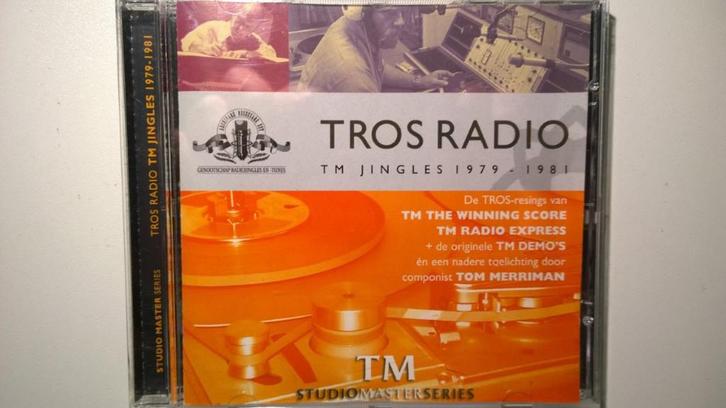 STUDIO MASTER SERIES TROS RADIO TM JINGLES 1979-1981
GENOOTSCHAP RADIOJINGLES EN -TUNES
TROS RADIO
TM JINGLES 1979 - 1981
De TROS-resings van
TM THE WINNING SCORE
TM RADIO EXPRESS
+ de originele TM DEMO'S
én een nadere toelichting door
componist TOM MERRIMAN
TM
STUDIOMASTERSERIES